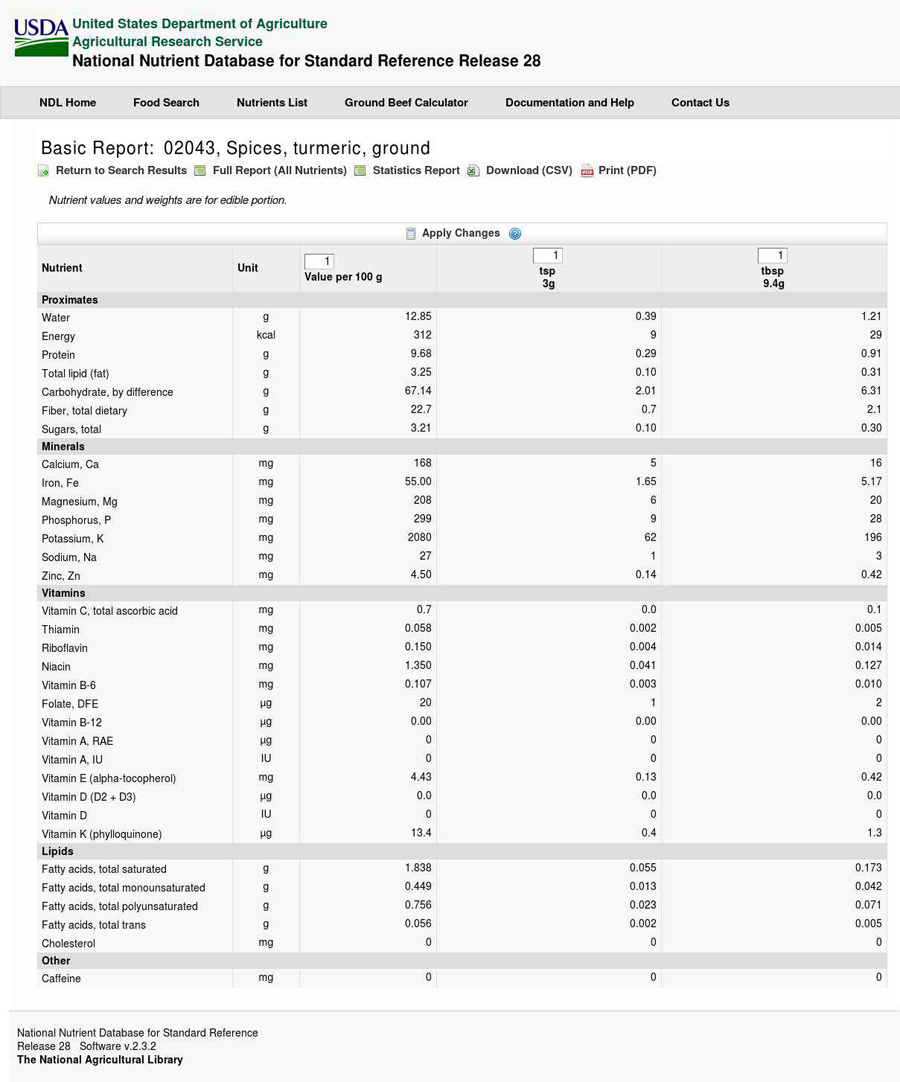 USDA United States Department of Agriculture
Agricultural Research Service
National Nutrient Database for Standard Reference Release 28
NDL Home Food Search Nutrients List Ground Beef Calculator Documentation and Help Contact Us
Basic Report: 02043, Spices, turmeric, ground
Return to Search Results Full Report (All Nutrients) Statistics Report Download (CSV) Print (PDF)
Nutrient values and weights are for edible portion.
Apply Changes
Nutrient Unit 1 Value per 100 g 1 tsp 3g 1 tbsp 9.4g
Proximates
Water g 12.85 0.39 1.21
Energy kcal 312 9 29
Protein g 9.68 0.29 0.91
Total lipid (fat) g 3.25 0.10 0.31
Carbohydrate, by difference g 67.14 2.01 6.31
Fiber, total dietary g 22.7 0.7 2.1
Sugars, total g 3.21 0.10 0.30
Minerals
Calcium, Ca mg 168 5 16
Iron, Fe mg 55.00 1.65 5.17
Magnesium, Mg mg 208 6 20
Phosphorus, P mg 299 9 28
Potassium, K mg 2080 62 196
Sodium, Na mg 27 1 3
Zinc, Zn mg 4.50 0.14 0.42
Vitamins
Vitamin C, total ascorbic acid mg 0.7 0.0 0.1
Thiamin mg 0.058 0.002 0.005
Riboflavin mg 0.150 0.004 0.014
Niacin mg 1.350 0.041 0.127
Vitamin B-6 mg 0.107 0.003 0.010
Folate, DFE µg 20 1 2
Vitamin B-12 µg 0.00 0.00 0.00
Vitamin A, RAE µg 0 0 0
Vitamin A, IU IU 0 0 0
Vitamin E (alpha-tocopherol) mg 4.43 0.13 0.42
Vitamin D (D2 + D3) µg 0.0 0.0 0.0
Vitamin D IU 0 0 0
Vitamin K (phylloquinone) µg 13.4 0.4 1.3
Lipids
Fatty acids, total saturated g 1.838 0.055 0.173
Fatty acids, total monounsaturated g 0.449 0.013 0.042
Fatty acids, total polyunsaturated g 0.756 0.023 0.071
Fatty acids, total trans g 0.056 0.002 0.005
Cholesterol mg 0 0 0
Other
Caffeine mg 0 0 0
National Nutrient Database for Standard Reference
Release 28 Software v.2.3.2
The National Agricultural Library